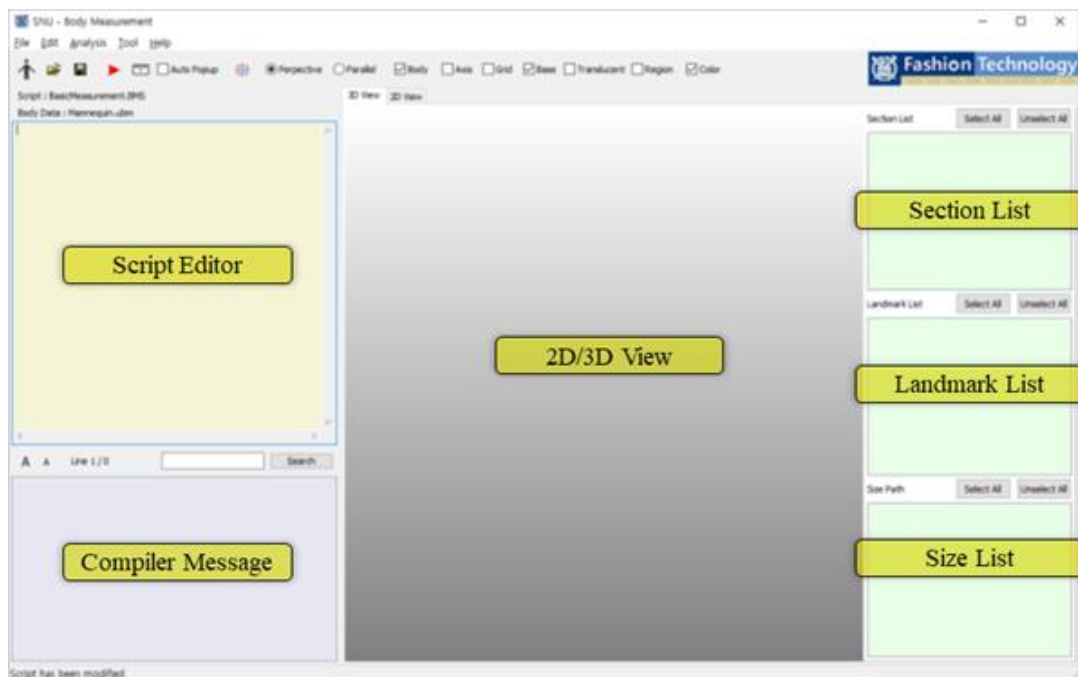 SNU - Body Measurement
File Edit Analysis Tool Help
Auto Popup Perspective Parallel Body Axis Grid Base Translucent Region Color
Fashion Technology
Script : BasicMeasurement.BMS
Body Data : Mannequin.ubm
3D View 2D View
Section List Select All Unselect All
Section List
Script Editor
Landmark List Select All Unselect All
2D/3D View
Landmark List
A A Line 1 / 0 Search
Size Path Select All Unselect All
Compiler Message
Size List
Script has been modified